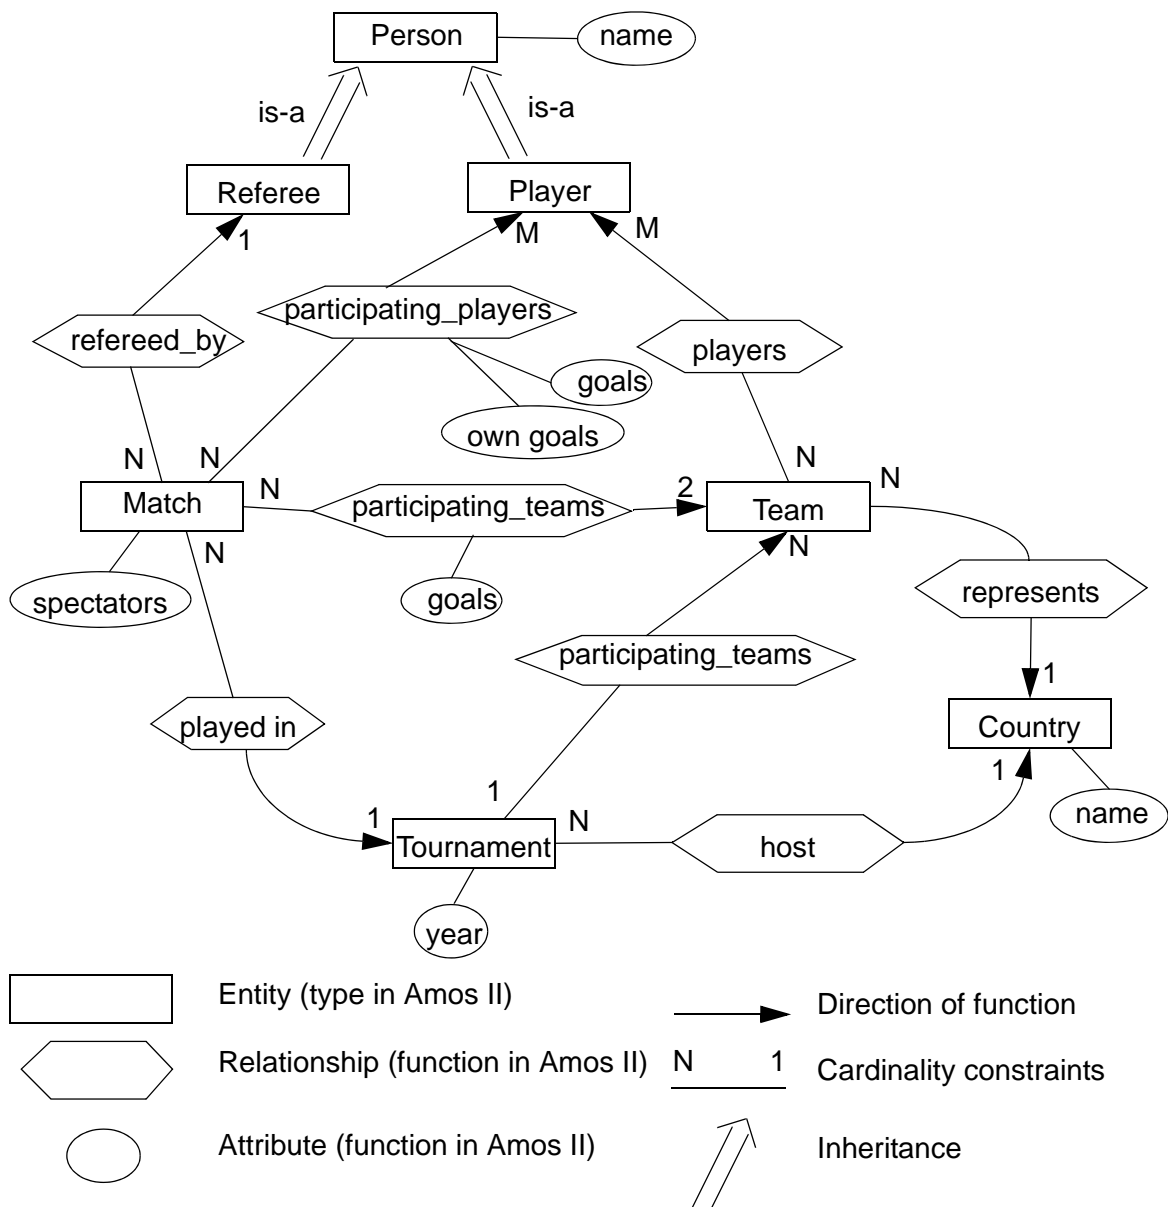 Person
name
is-a
is-a
Referee
Player
1
M
M
participating_players
refereed_by
players
goals
own goals
N
N
N
N
N
2
Match
participating_teams
Team
N
N
spectators
goals
represents
participating_teams
1
played in
Country
1
1
1
N
name
Tournament
host
year
Entity (type in Amos II)
Direction of function
Relationship (function in Amos II)
N 1
Cardinality constraints
Attribute (function in Amos II)
Inheritance